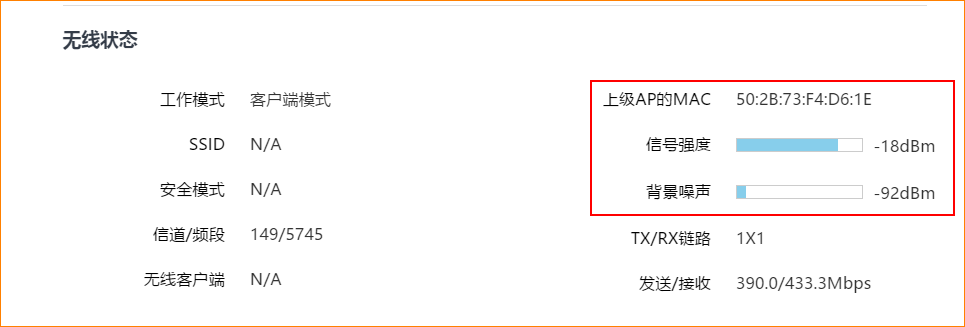 无线状态
工作模式 客户端模式 上级AP的MAC 50:2B:73:F4:D6:1E
SSID N/A 信号强度 -18dBm
安全模式 N/A 背景噪声 -92dBm
信道/频段 149/5745 TX/RX链路 1X1
无线客户端 N/A 发送/接收 390.0/433.3Mbps